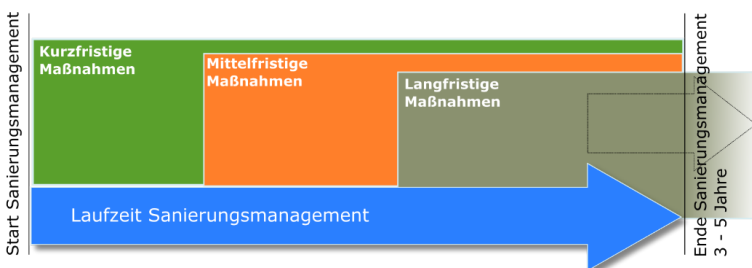 Start Sanierungsmanagement
Kurzfristige
Maßnahmen
Mittelfristige
Maßnahmen
Langfristige
Maßnahmen
Laufzeit Sanierungsmanagement
Ende Sanierungsmanagement
3 - 5 Jahre